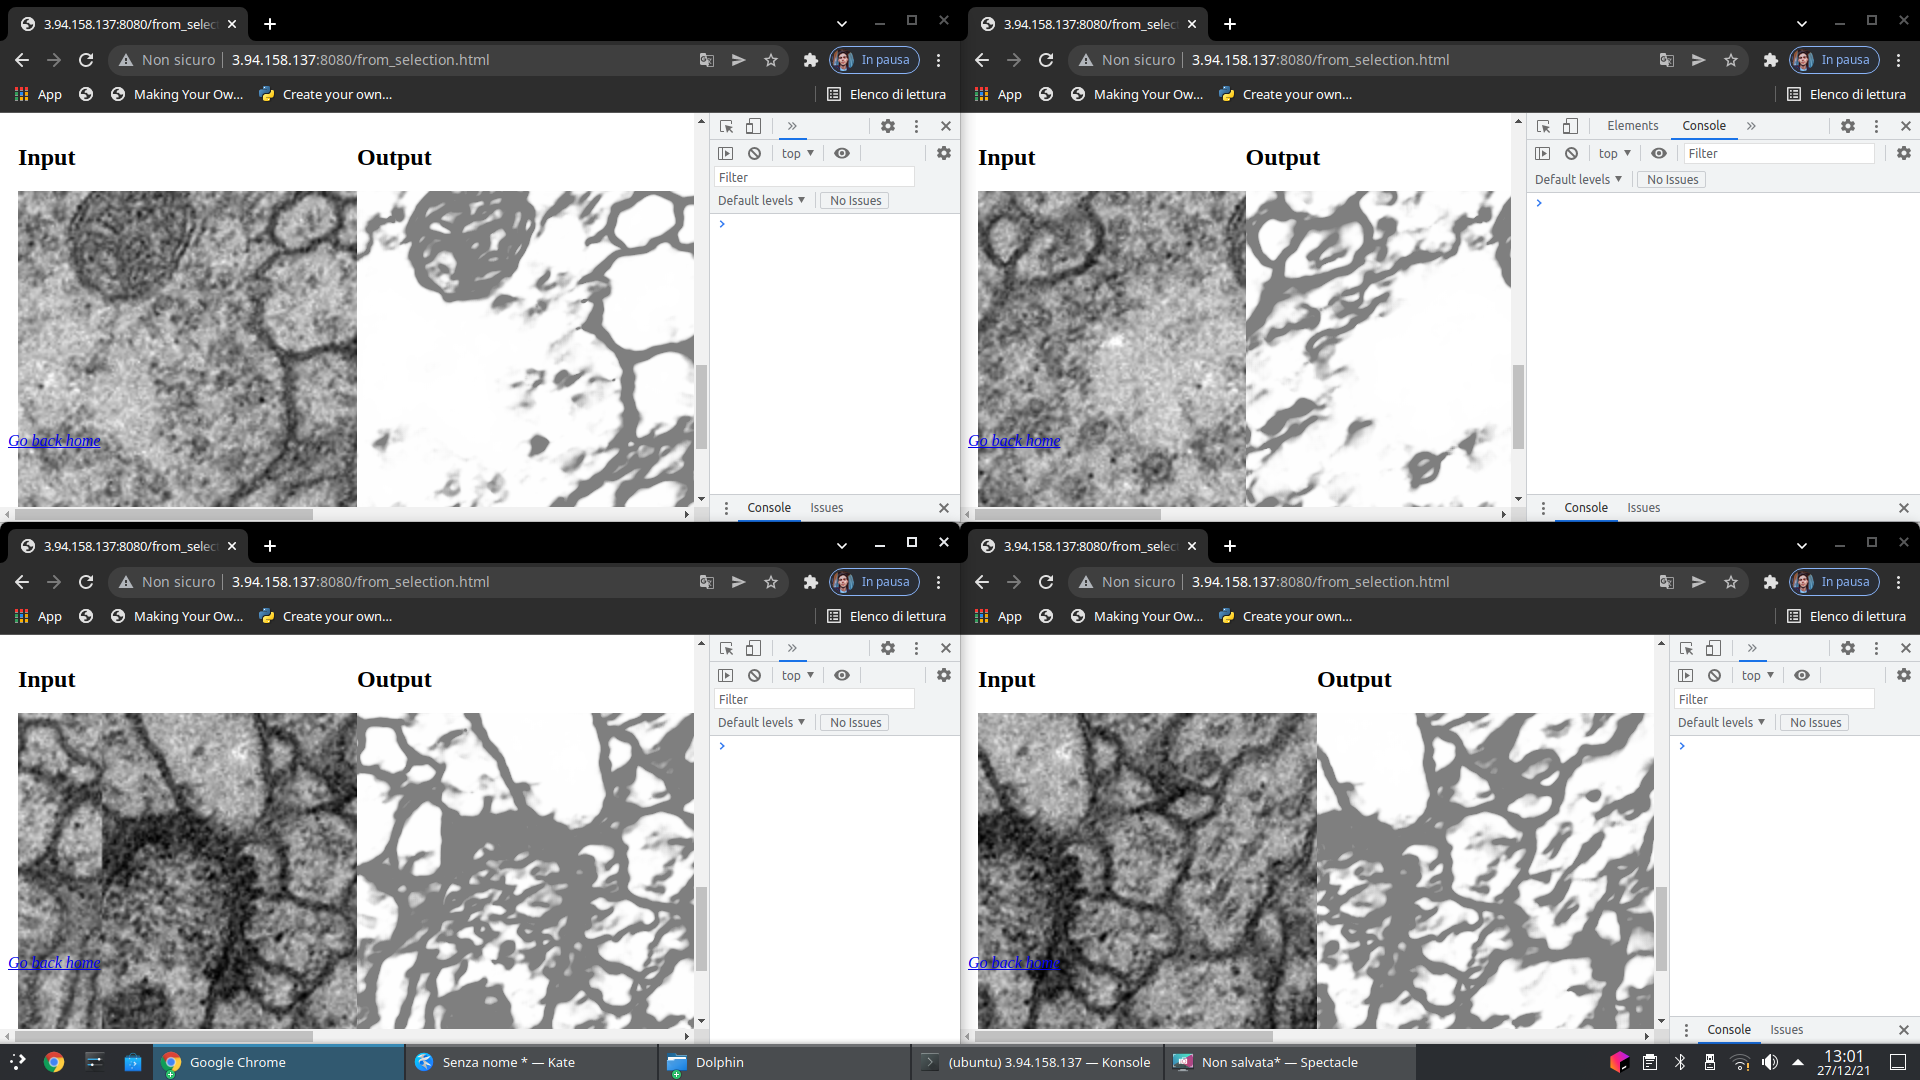 3.94.158.137:8080/from_selec
Non sicuro 3.94.158.137:8080/from_selection.html In pausa
App Making Your Ow... Create your own... Elenco di lettura
Input Output
top
Filter
Default levels No Issues
Go back home
Console Issues
3.94.158.137:8080/from_selec
Non sicuro 3.94.158.137:8080/from_selection.html In pausa
App Making Your Ow... Create your own... Elenco di lettura
Input Output
Elements Console
top Filter
Default levels No Issues
Go back home
Console Issues
3.94.158.137:8080/from_selec
Non sicuro 3.94.158.137:8080/from_selection.html In pausa
App Making Your Ow... Create your own... Elenco di lettura
Input Output
top
Filter
Default levels No Issues
Go back home
3.94.158.137:8080/from_selec
Non sicuro 3.94.158.137:8080/from_selection.html In pausa
App Making Your Ow... Create your own... Elenco di lettura
Input Output
top
Filter
Default levels No Issues
Go back home
Console Issues
Google Chrome Senza nome * — Kate Dolphin (ubuntu) 3.94.158.137 — Konsole Non salvata* — Spectacle 13:01
27/12/21